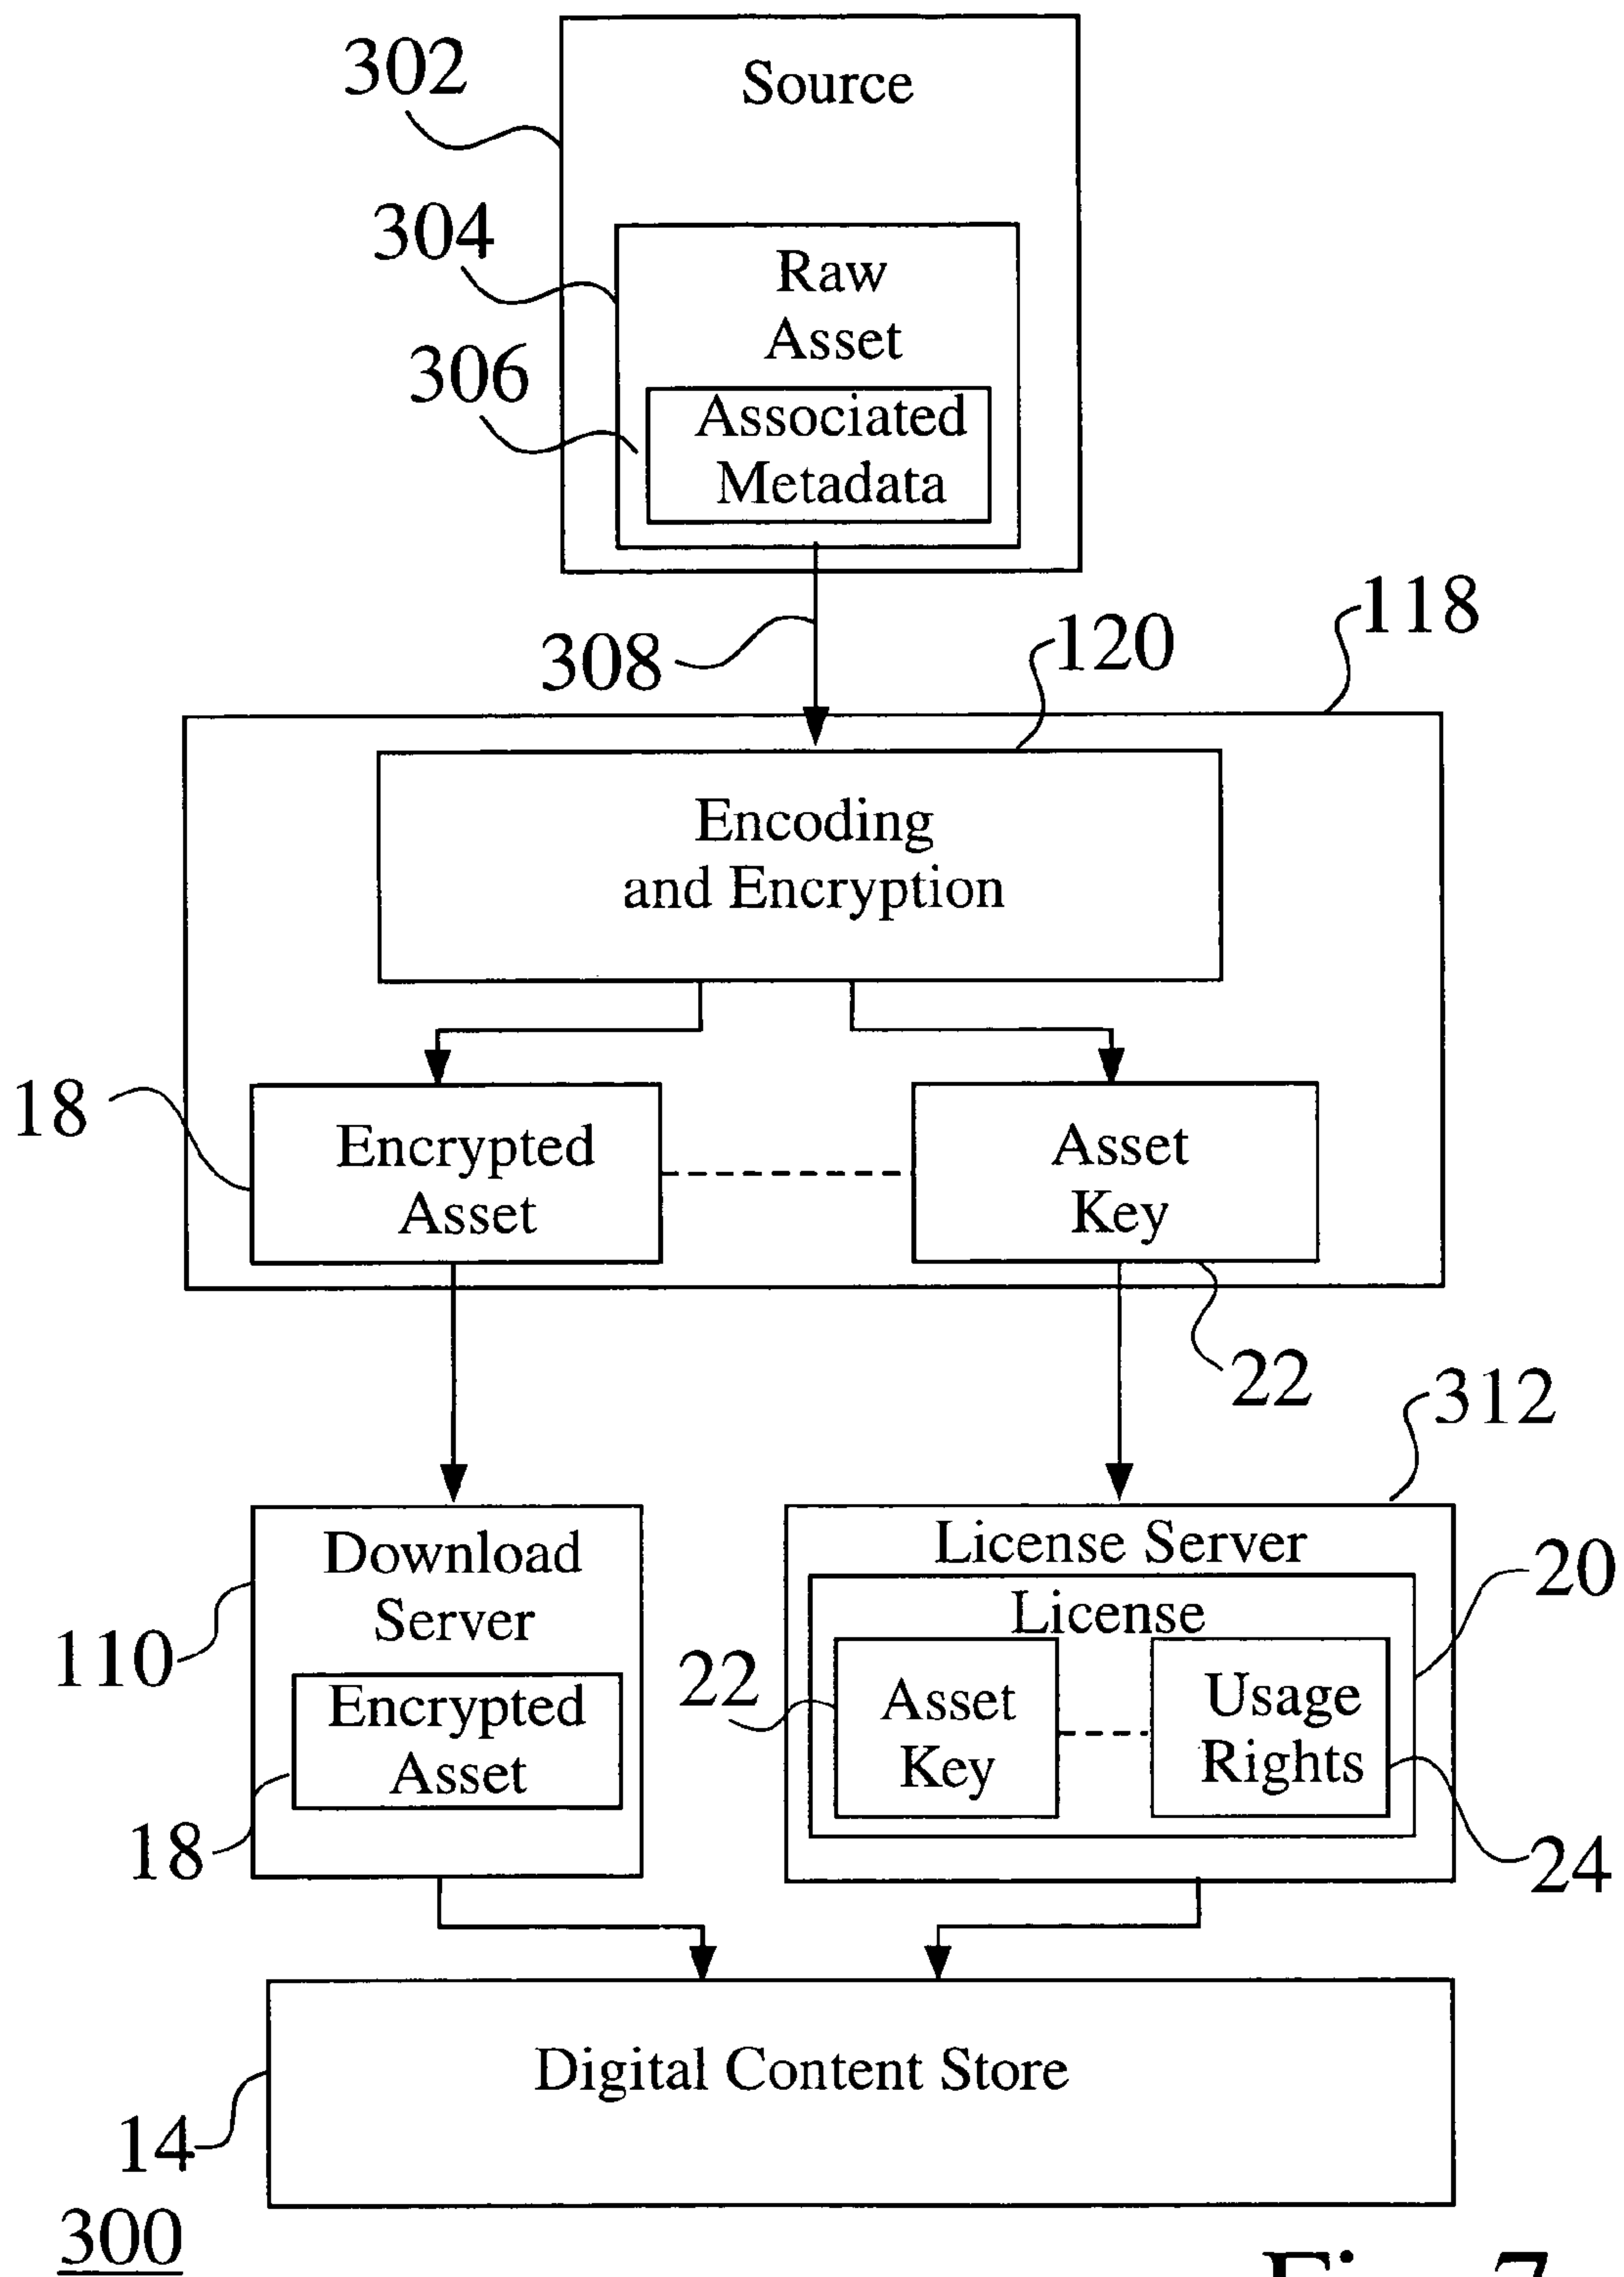 302
Source
304
Raw
Asset
306
Associated
Metadata
308
120
118
Encoding
and Encryption
18
Encrypted
Asset
Asset
Key
22
312
Download
Server
License Server
License
20
110
22
Encrypted
Asset
Asset
Key
Usage
Rights
18
24
Digital Content Store
14
300